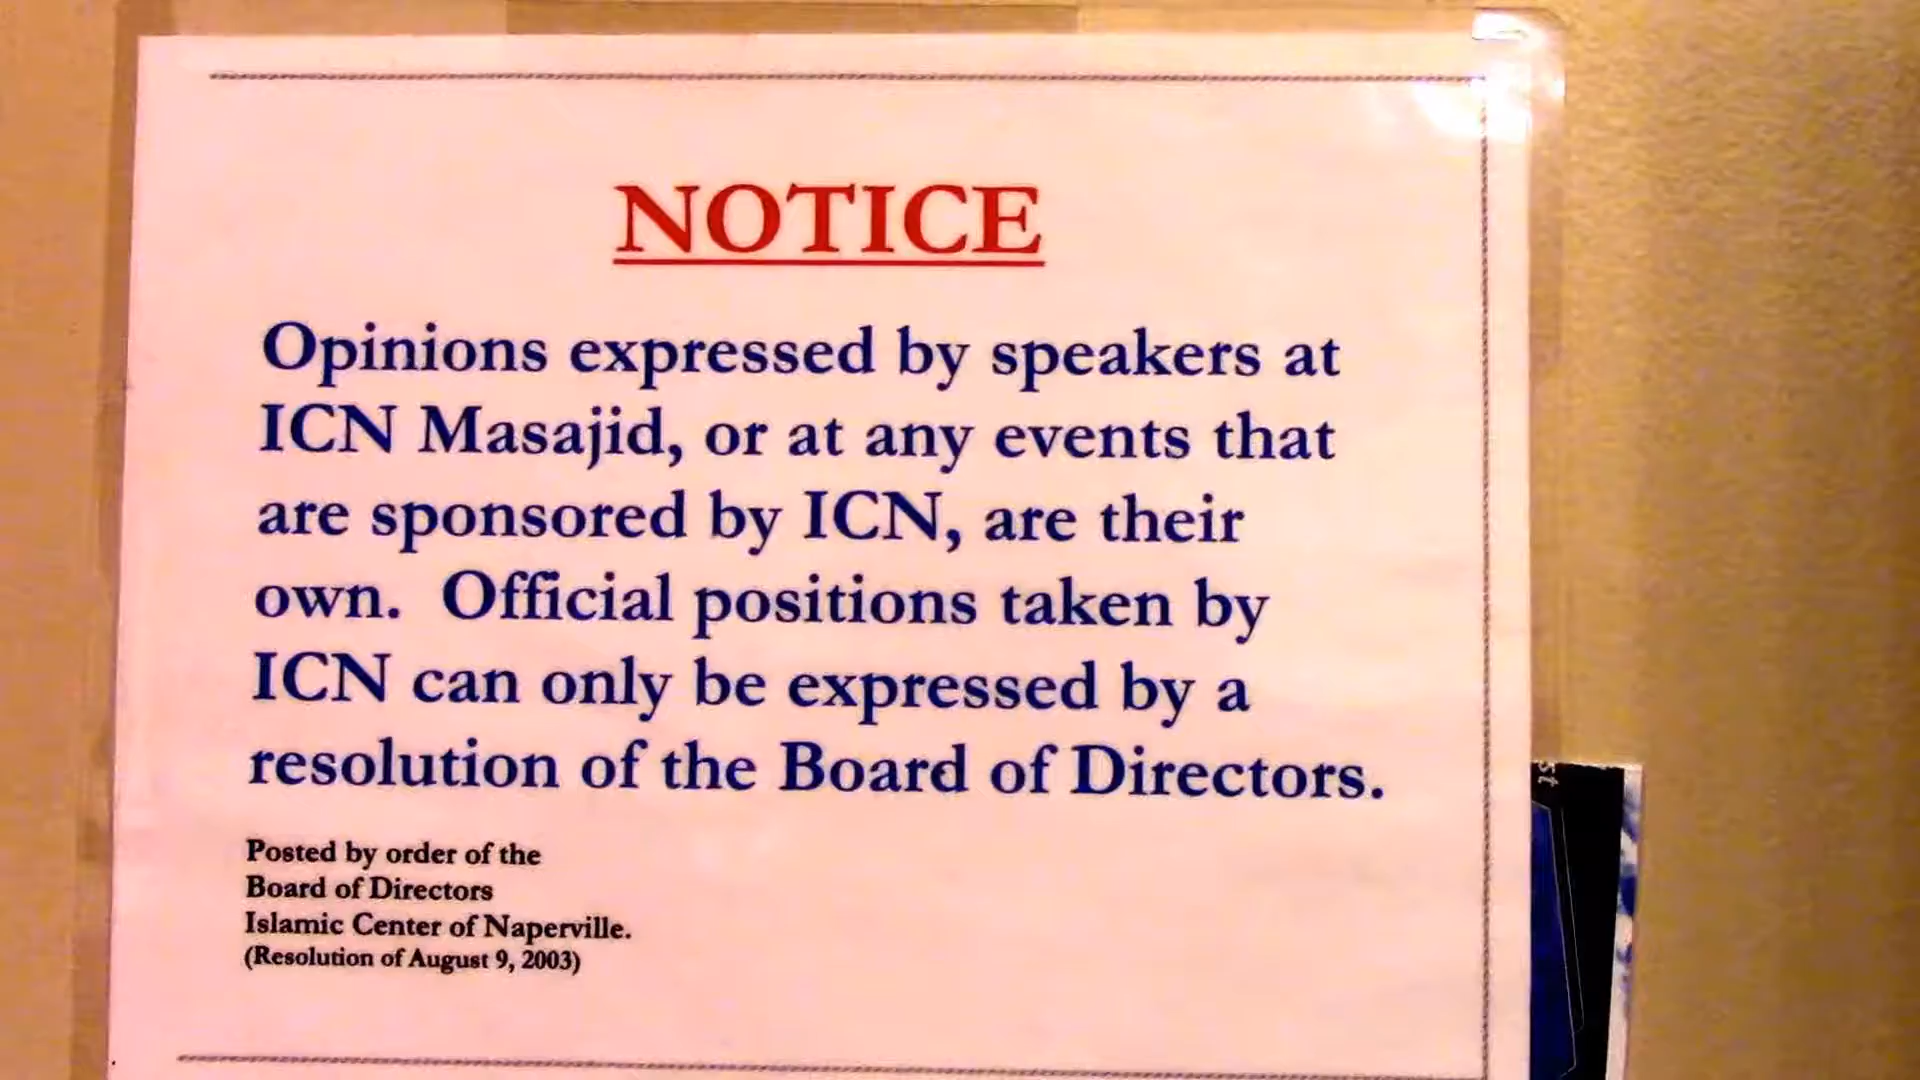 NOTICE
Opinions expressed by speakers at
ICN Masajid, or at any events that
are sponsored by ICN, are their
own.  Official positions taken by
ICN can only be expressed by a
resolution of the Board of Directors.
Posted by order of the
Board of Directors
Islamic Center of Naperville.
(Resolution of August 9, 2003)
st